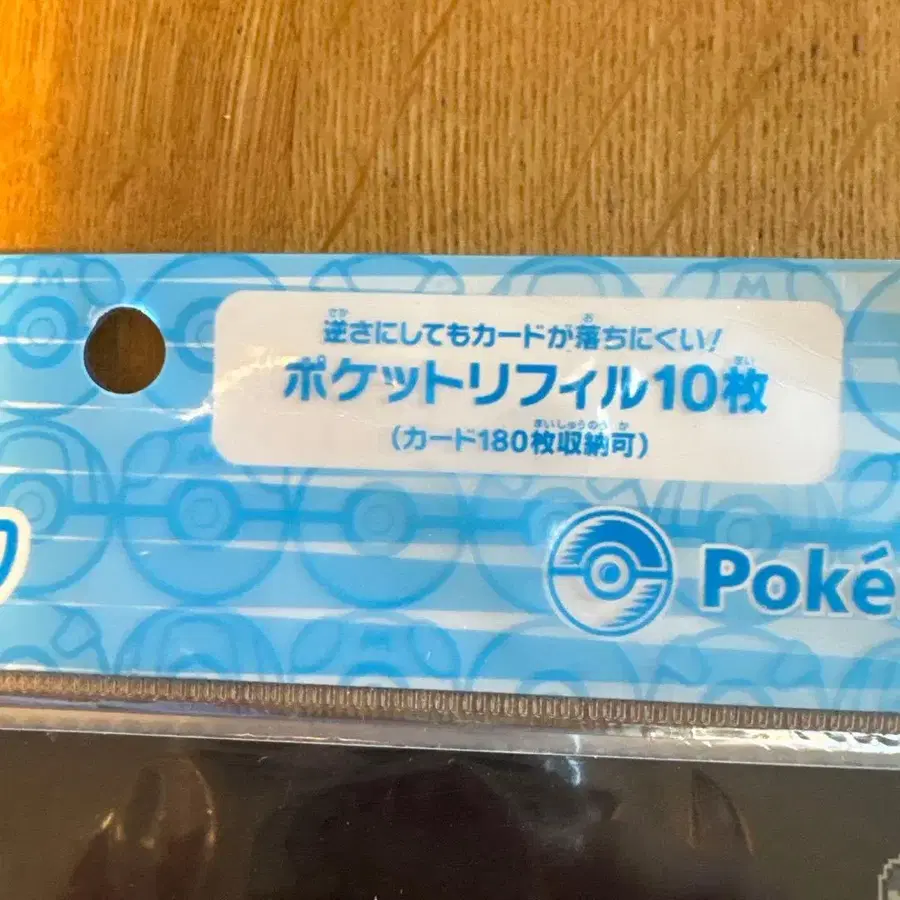 逆さにしてもカードが落ちにくい!
ポケットリフィル10枚
(カード180枚収納可)
Poké